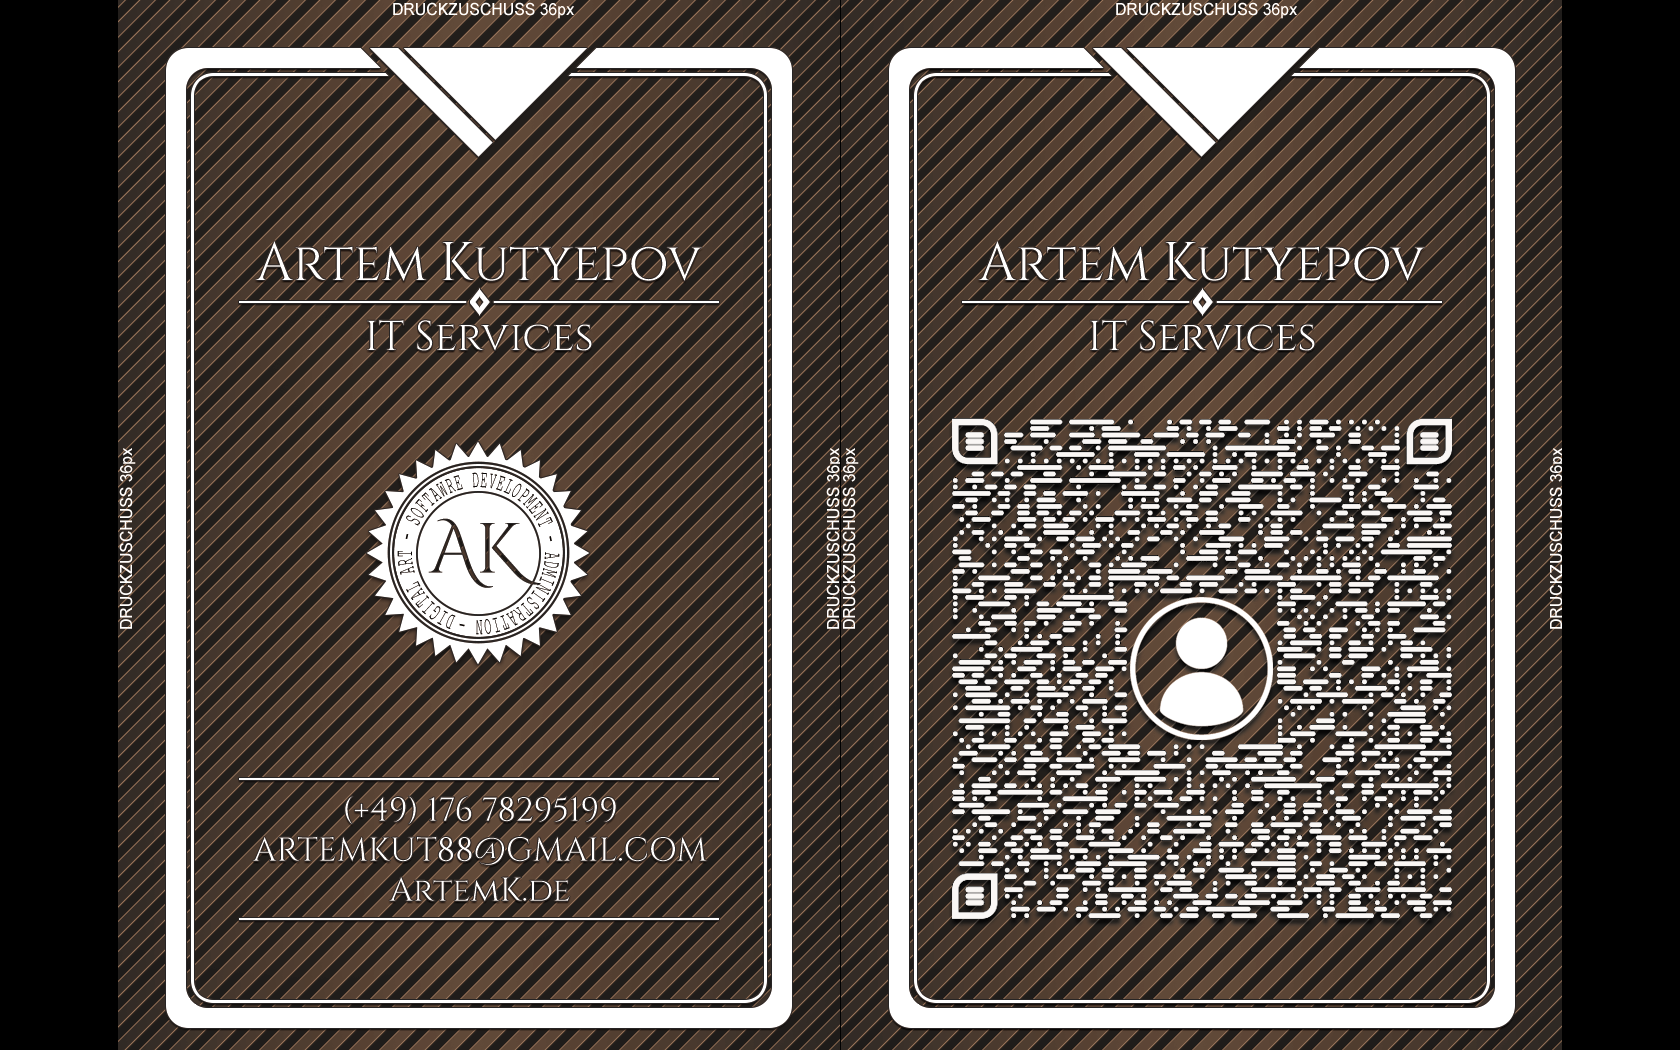 DRUCKZUSCHUSS 36px
DRUCKZUSCHUSS 36px
ARTEM KUTYEPOV
IT SERVICES
SOFTAWRE DEVELOPMENT - ADMINISTRATION - DIGITAL ART -
AK
(+49) 176 78295199
ARTEMKUT88@GMAIL.COM
ARTEMK.DE
DRUCKZUSCHUSS 36px
DRUCKZUSCHUSS 36px
DRUCKZUSCHUSS 36px
ARTEM KUTYEPOV
IT SERVICES
DRUCKZUSCHUSS 36px